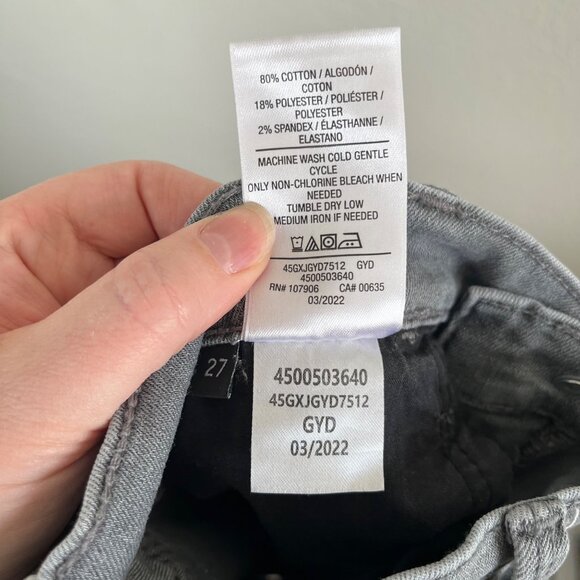 80% COTTON / ALGODÓN /
COTON
18% POLYESTER / POLIÉSTER /
POLYESTER
2% SPANDEX / ÉLASTHANNE /
ELASTANO
MACHINE WASH COLD GENTLE
CYCLE
ONLY NON-CHLORINE BLEACH WHEN
NEEDED
TUMBLE DRY LOW
MEDIUM IRON IF NEEDED
45GXJGYD7512 GYD
4500503640
RN# 107906 CA# 00635
03/2022
27
4500503640
45GXJGYD7512
GYD
03/2022